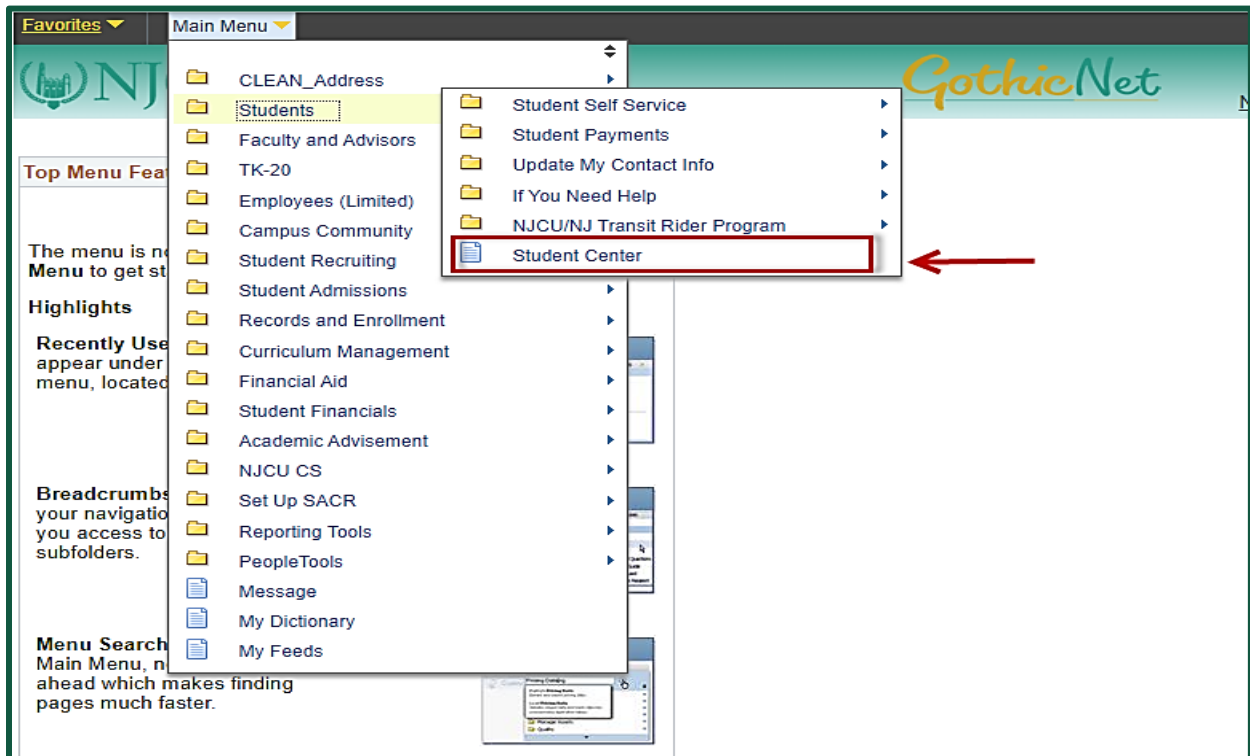 Favorites
Main Menu
NJ
GothicNet
N
CLEAN_Address
Students
Faculty and Advisors
TK-20
Employees (Limited)
Campus Community
Student Recruiting
Student Admissions
Records and Enrollment
Curriculum Management
Financial Aid
Student Financials
Academic Advisement
NJCU CS
Set Up SACR
Reporting Tools
PeopleTools
Message
My Dictionary
My Feeds
Student Self Service
Student Payments
Update My Contact Info
If You Need Help
NJCU/NJ Transit Rider Program
Student Center
Top Menu Fea
The menu is no
Menu to get st
Highlights
Recently Use
appear under
menu, located
Breadcrumbs
your navigatio
you access to
subfolders.
Menu Search
Main Menu, n
ahead which makes finding
pages much faster.